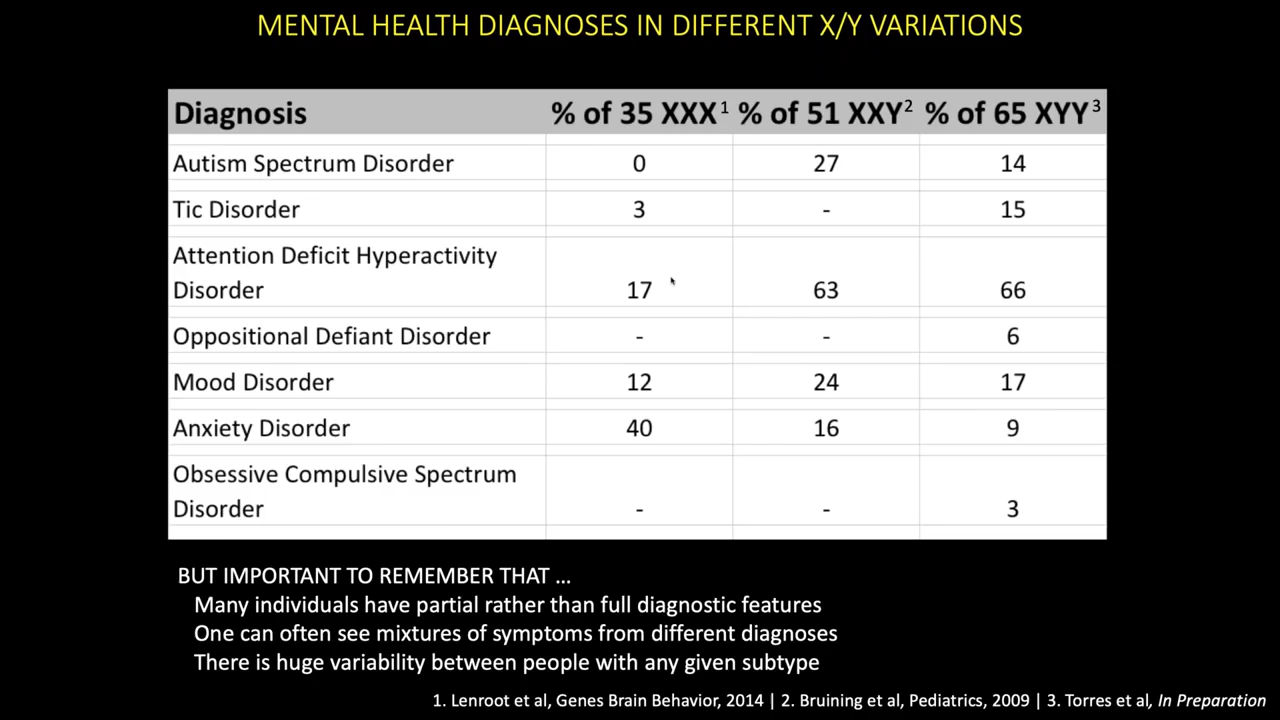 MENTAL HEALTH DIAGNOSES IN DIFFERENT X/Y VARIATIONS
Diagnosis % of 35 XXX1 % of 51 XXY2 % of 65 XYY3
Autism Spectrum Disorder 0 27 14
Tic Disorder 3 - 15
Attention Deficit Hyperactivity
Disorder 17 63 66
Oppositional Defiant Disorder - - 6
Mood Disorder 12 24 17
Anxiety Disorder 40 16 9
Obsessive Compulsive Spectrum
Disorder - - 3
BUT IMPORTANT TO REMEMBER THAT ...
Many individuals have partial rather than full diagnostic features
One can often see mixtures of symptoms from different diagnoses
There is huge variability between people with any given subtype
1. Lenroot et al, Genes Brain Behavior, 2014 | 2. Bruining et al, Pediatrics, 2009 | 3. Torres et al, In Preparation